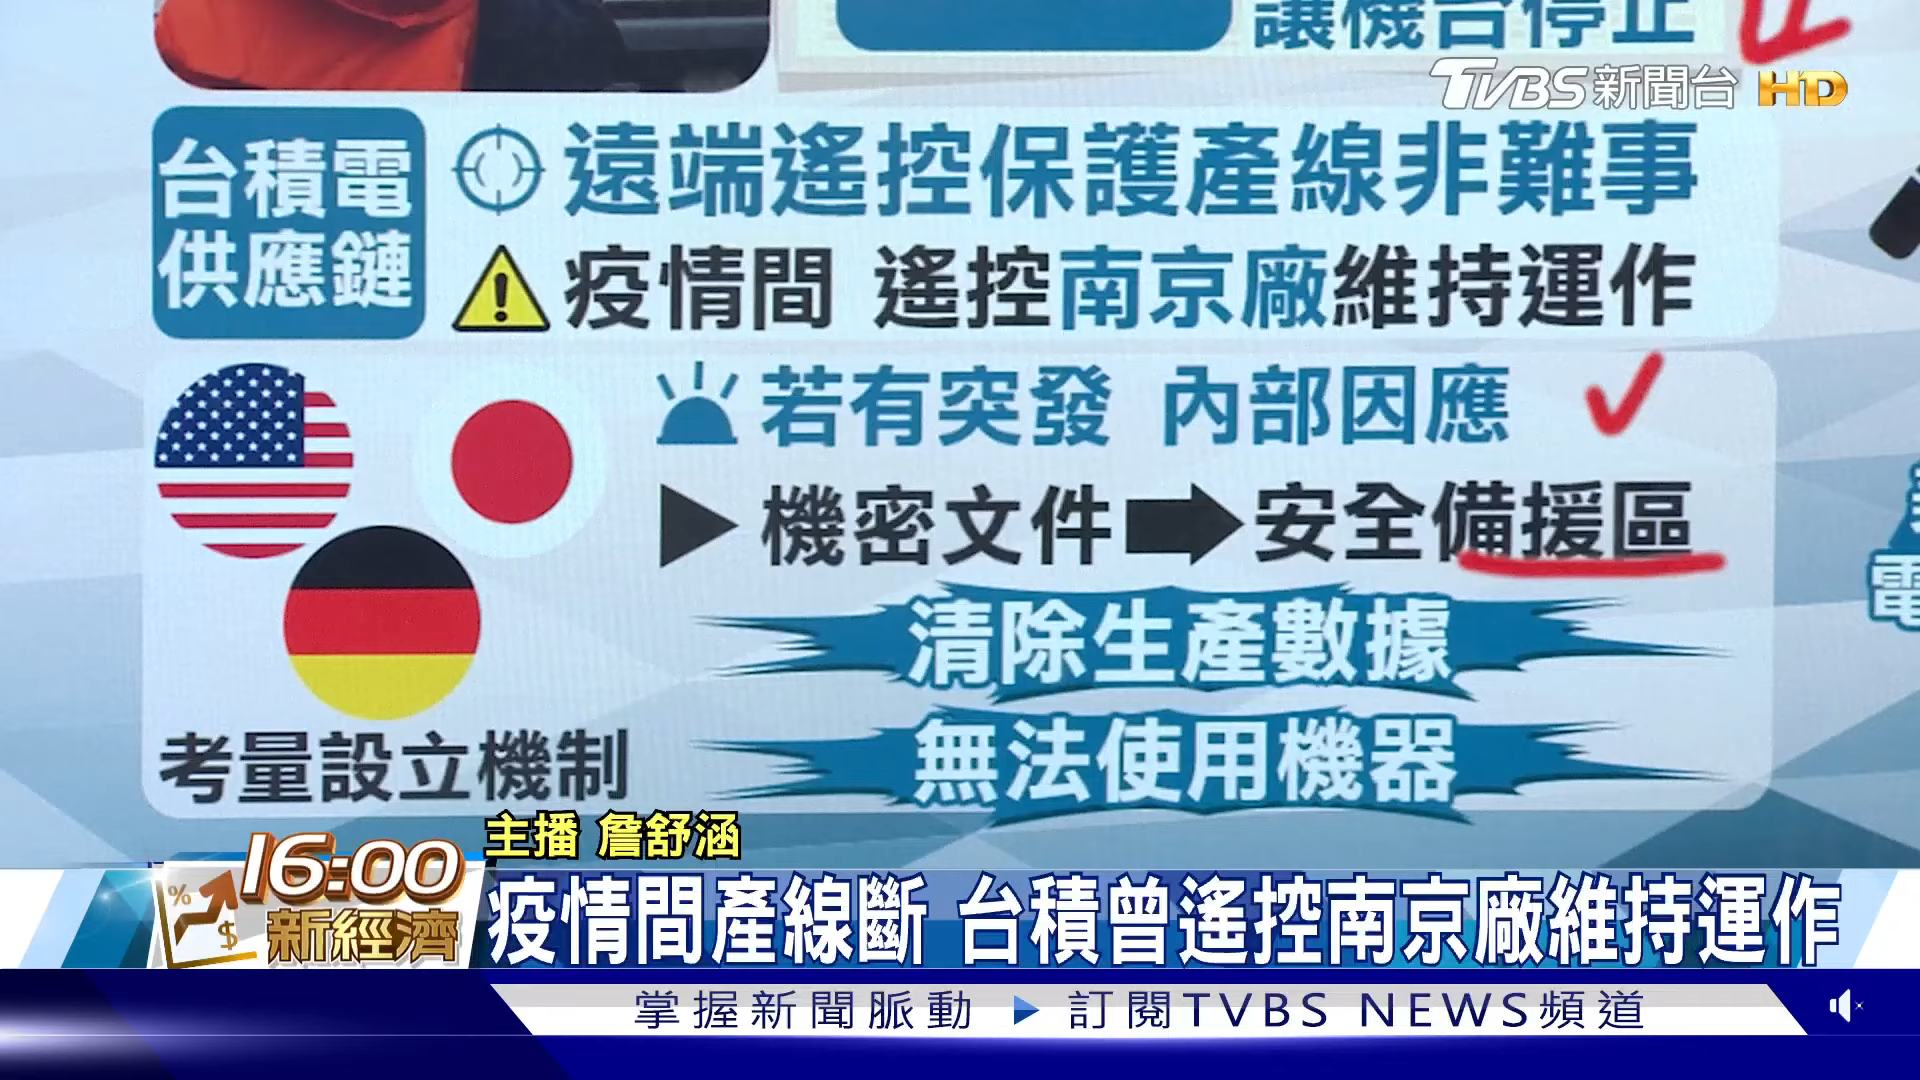 讓機台停止
TVBS新聞台 HD
台積電
供應鏈
遠端遙控保護產線非難事
疫情間 遙控南京廠維持運作
若有突發 內部因應
機密文件 安全備援區
清除生產數據
無法使用機器
考量設立機制
電
主播 詹舒涵
16:00
新經濟
% $
疫情間產線斷 台積曾遙控南京廠維持運作
掌握新聞脈動 訂閱TVBS NEWS頻道